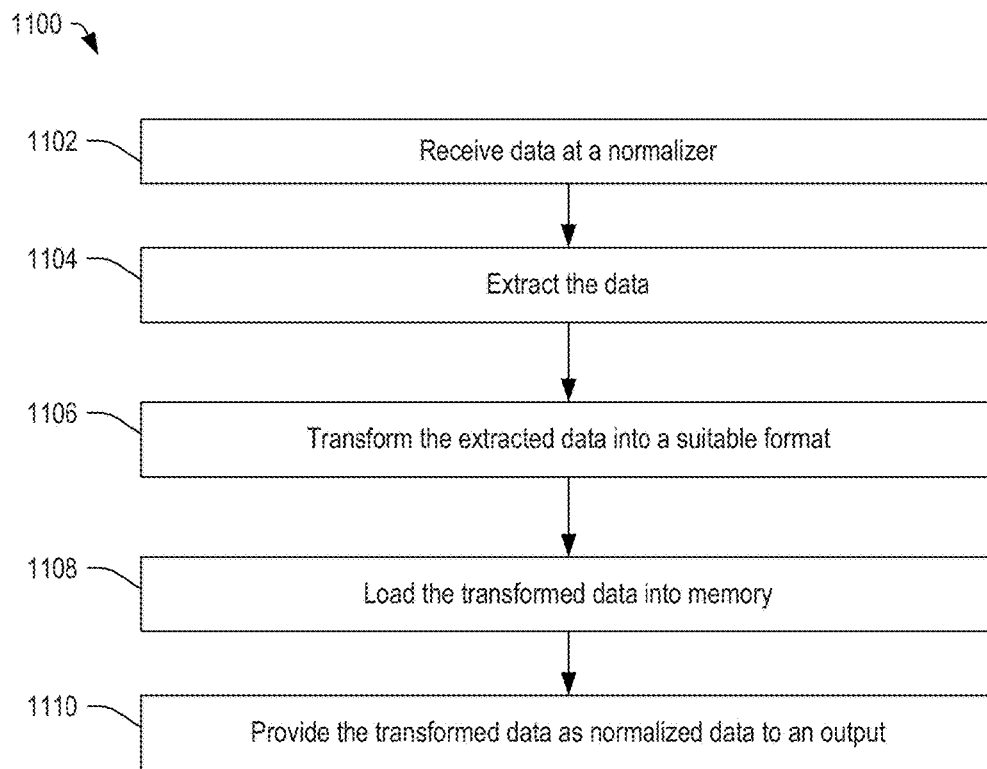 1100
1102
Receive data at a normalizer
1104
Extract the data
1106
Transform the extracted data into a suitable format
1108
Load the transformed data into memory
1110
Provide the transformed data as normalized data to an output